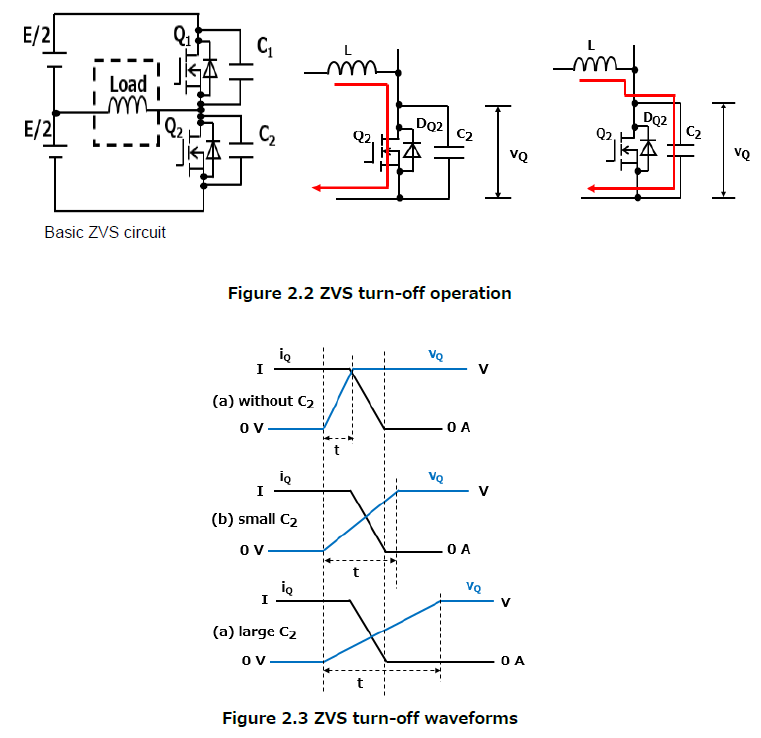 E/2
Q1
C1
Load
E/2
Q2
C2
Basic ZVS circuit
L
Q2
DQ2
C2
vQ
L
Q2
DQ2
C2
vQ
Figure 2.2 ZVS turn-off operation
iQ
vQ
I
V
(a) without C2
0 V
0 A
t
iQ
vQ
I
V
(b) small C2
0 V
0 A
t
iQ
vQ
I
V
(a) large C2
0 V
0 A
t
Figure 2.3 ZVS turn-off waveforms